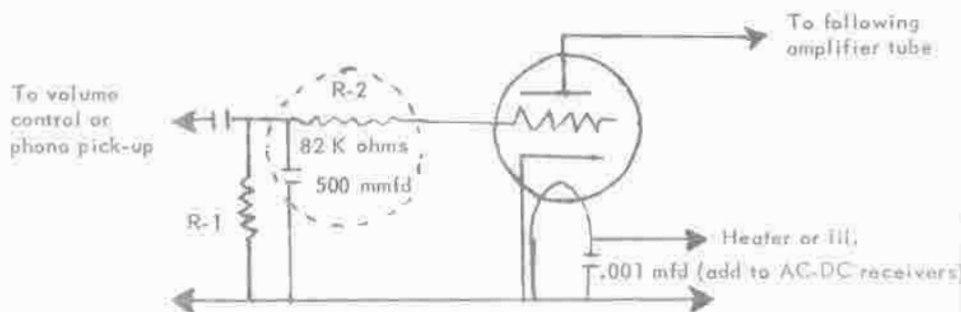 To following
amplifier tube
R-2
To volume
control or
phono pick-up
82 K ohms
500 mmfd
R-1
Heater or fil.
.001 mfd (add to AC-DC receivers)